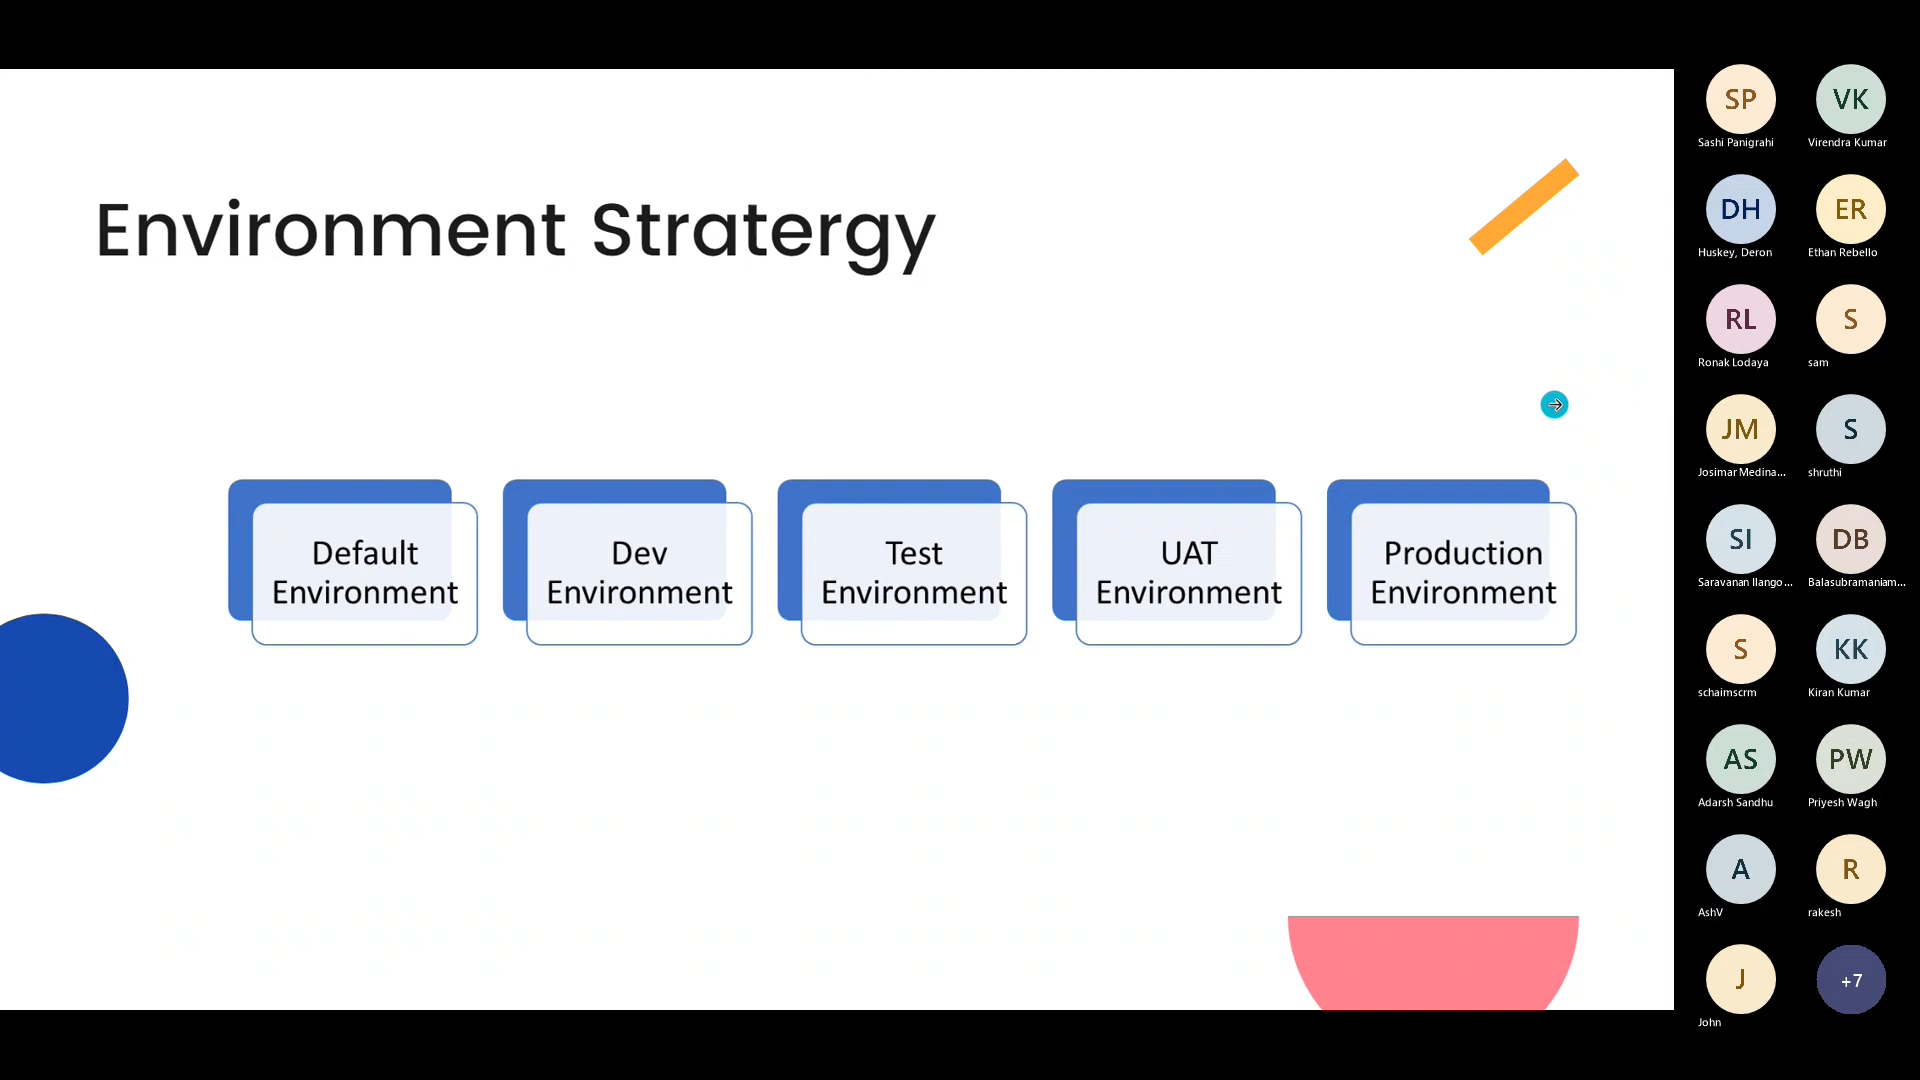 Environment Stratergy
Default
Environment
Dev
Environment
Test
Environment
UAT
Environment
Production
Environment
SP
Sashi Panigrahi
VK
Virendra Kumar
DH
Huskey, Deron
ER
Ethan Rebello
RL
Ronak Lodaya
S
sam
JM
Josimar Medina...
S
shruthi
SI
Saravanan Ilango...
DB
Balasubramaniam...
S
schaimscrm
KK
Kiran Kumar
AS
Adarsh Sandhu
PW
Priyesh Wagh
A
AshV
R
rakesh
J
John
+7